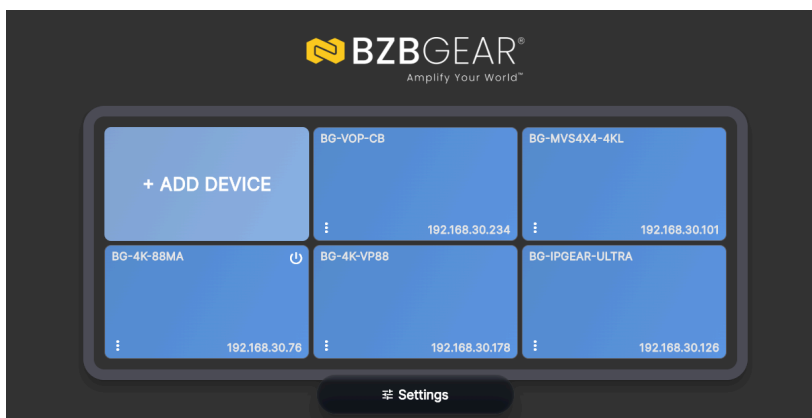 BZBGEAR®
Amplify Your World™
+ ADD DEVICE
BG-VOP-CB
192.168.30.234
BG-MVS4X4-4KL
192.168.30.101
BG-4K-88MA
192.168.30.76
BG-4K-VP88
192.168.30.178
BG-IPGEAR-ULTRA
192.168.30.126
Settings